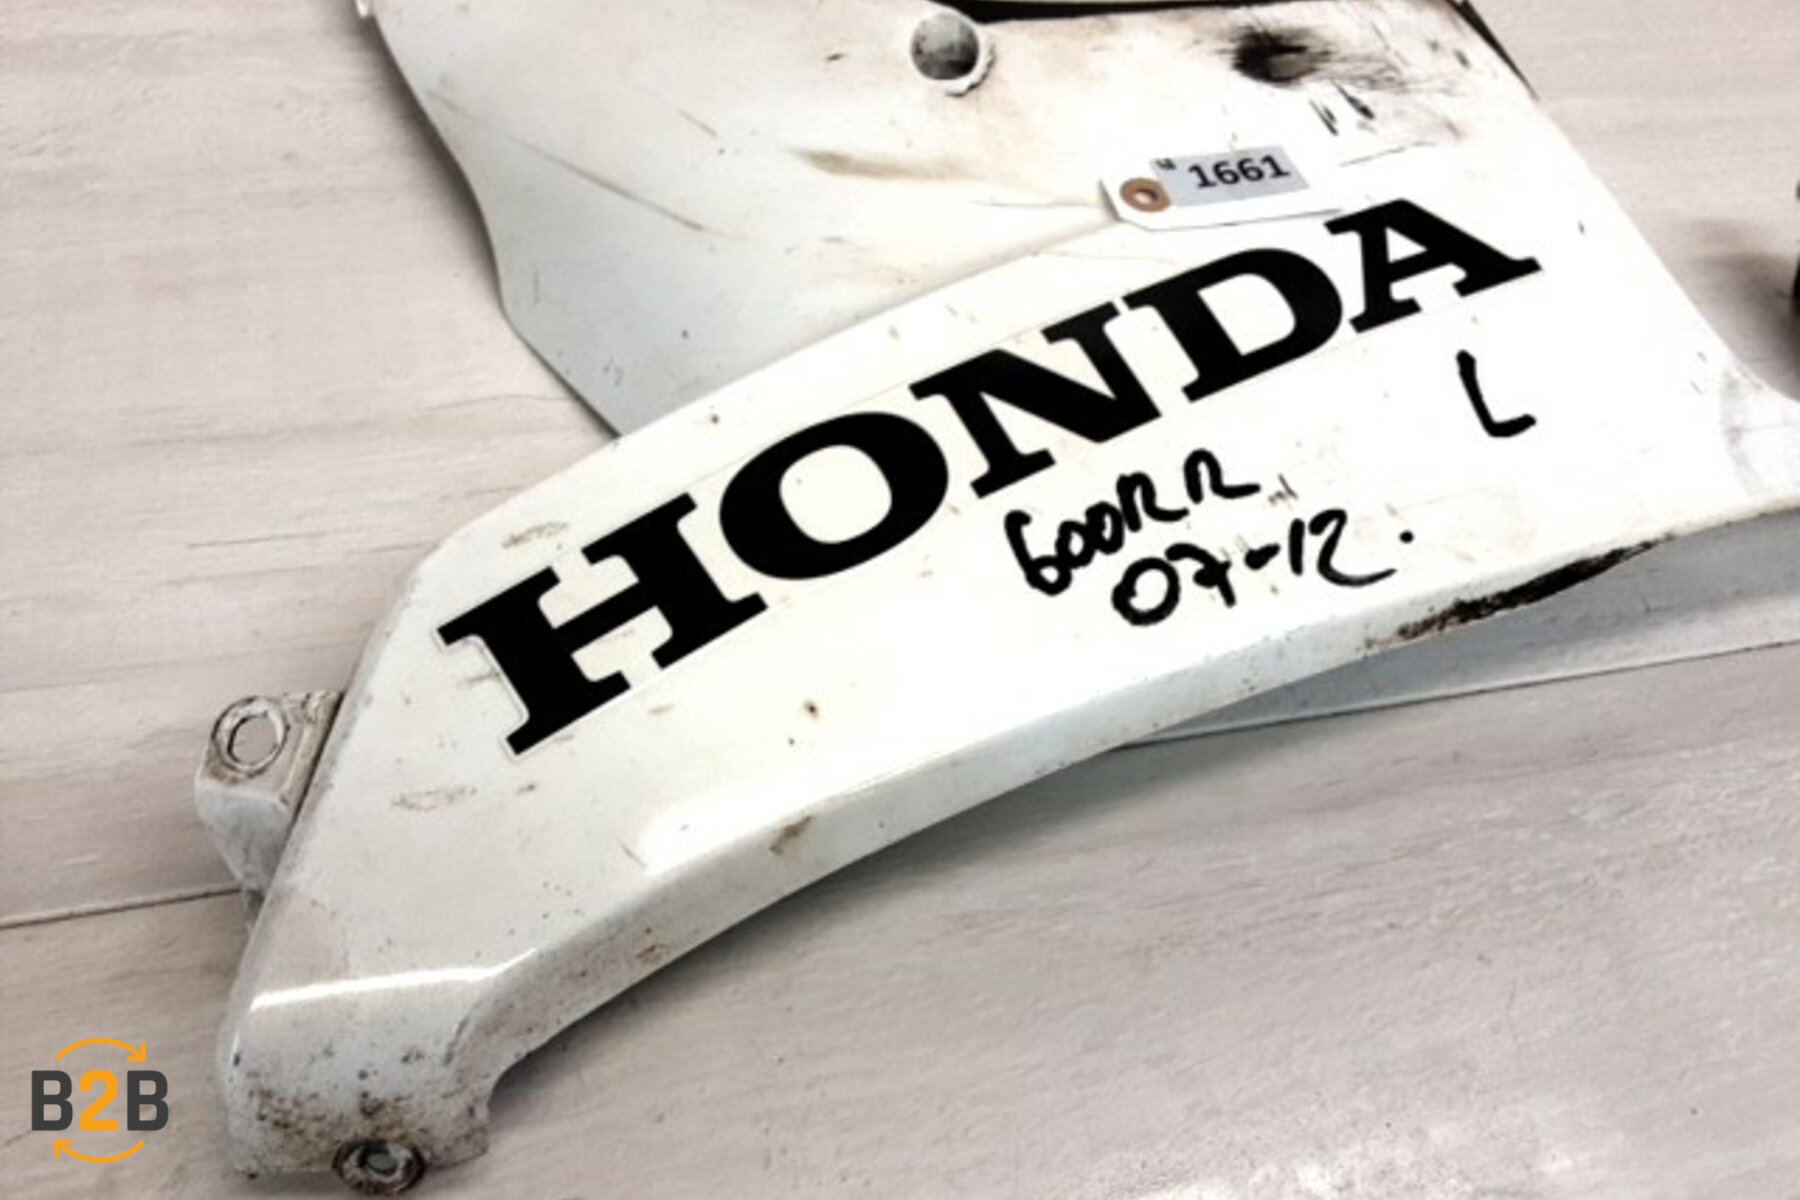 1661
HONDA
L
600RR
07-12.
B2B